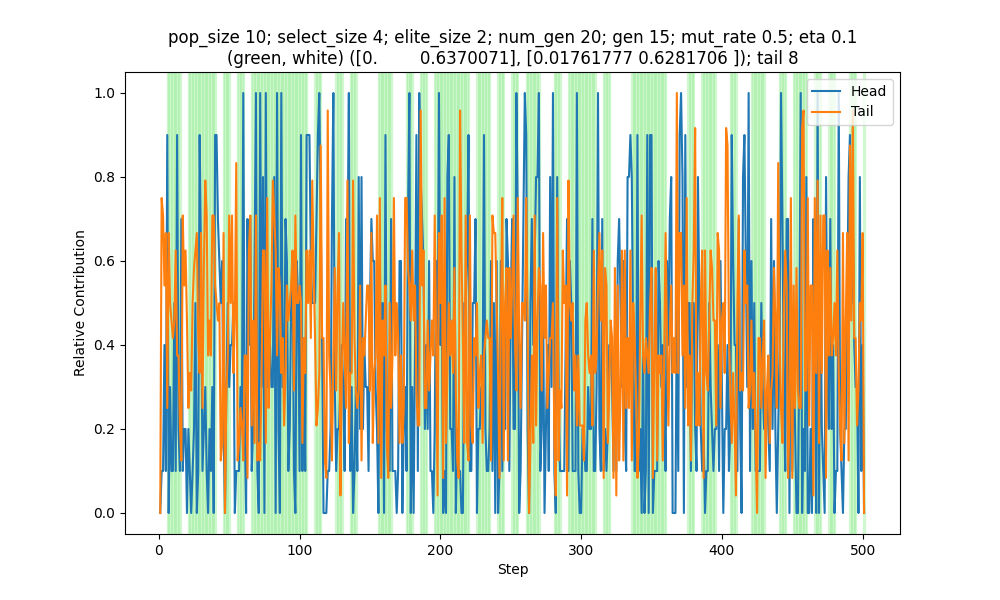 pop_size 10; select_size 4; elite_size 2; num_gen 20; gen 15; mut_rate 0.5; eta 0.1
(green, white) ([0.         0.6370071], [0.01761777 0.6281706 ]); tail 8
Head
Tail
1.0
0.8
0.6
0.4
0.2
0.0
Relative Contribution
0
100
200
300
400
500
Step